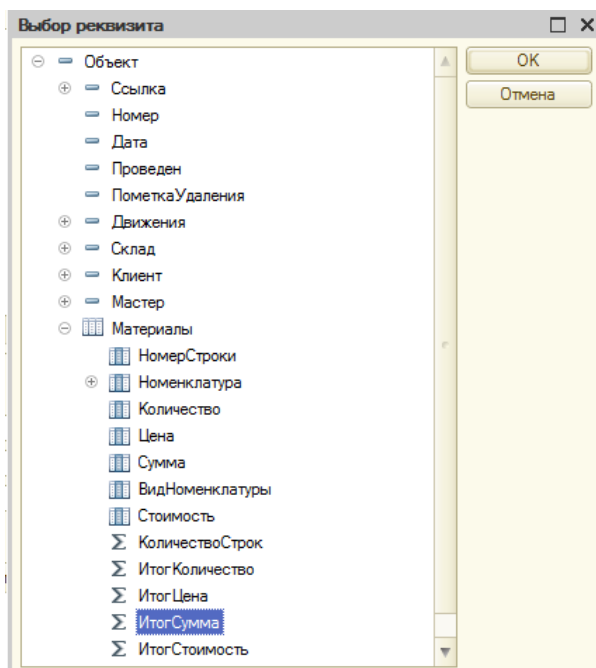 Выбор реквизита
Объект
OK
Ссылка
Отмена
Номер
Дата
Проведен
ПометкаУдаления
Движения
Склад
Клиент
Мастер
Материалы
НомерСтроки
Номенклатура
Количество
Цена
Сумма
ВидНоменклатуры
Стоимость
КоличествоСтрок
ИтогКоличество
ИтогЦена
ИтогСумма
ИтогСтоимость